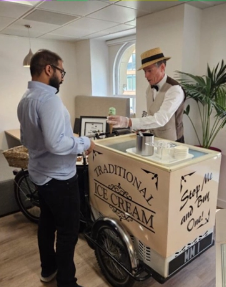 TRADITIONAL
ICE CREAM
Stop Me
and Buy
One!